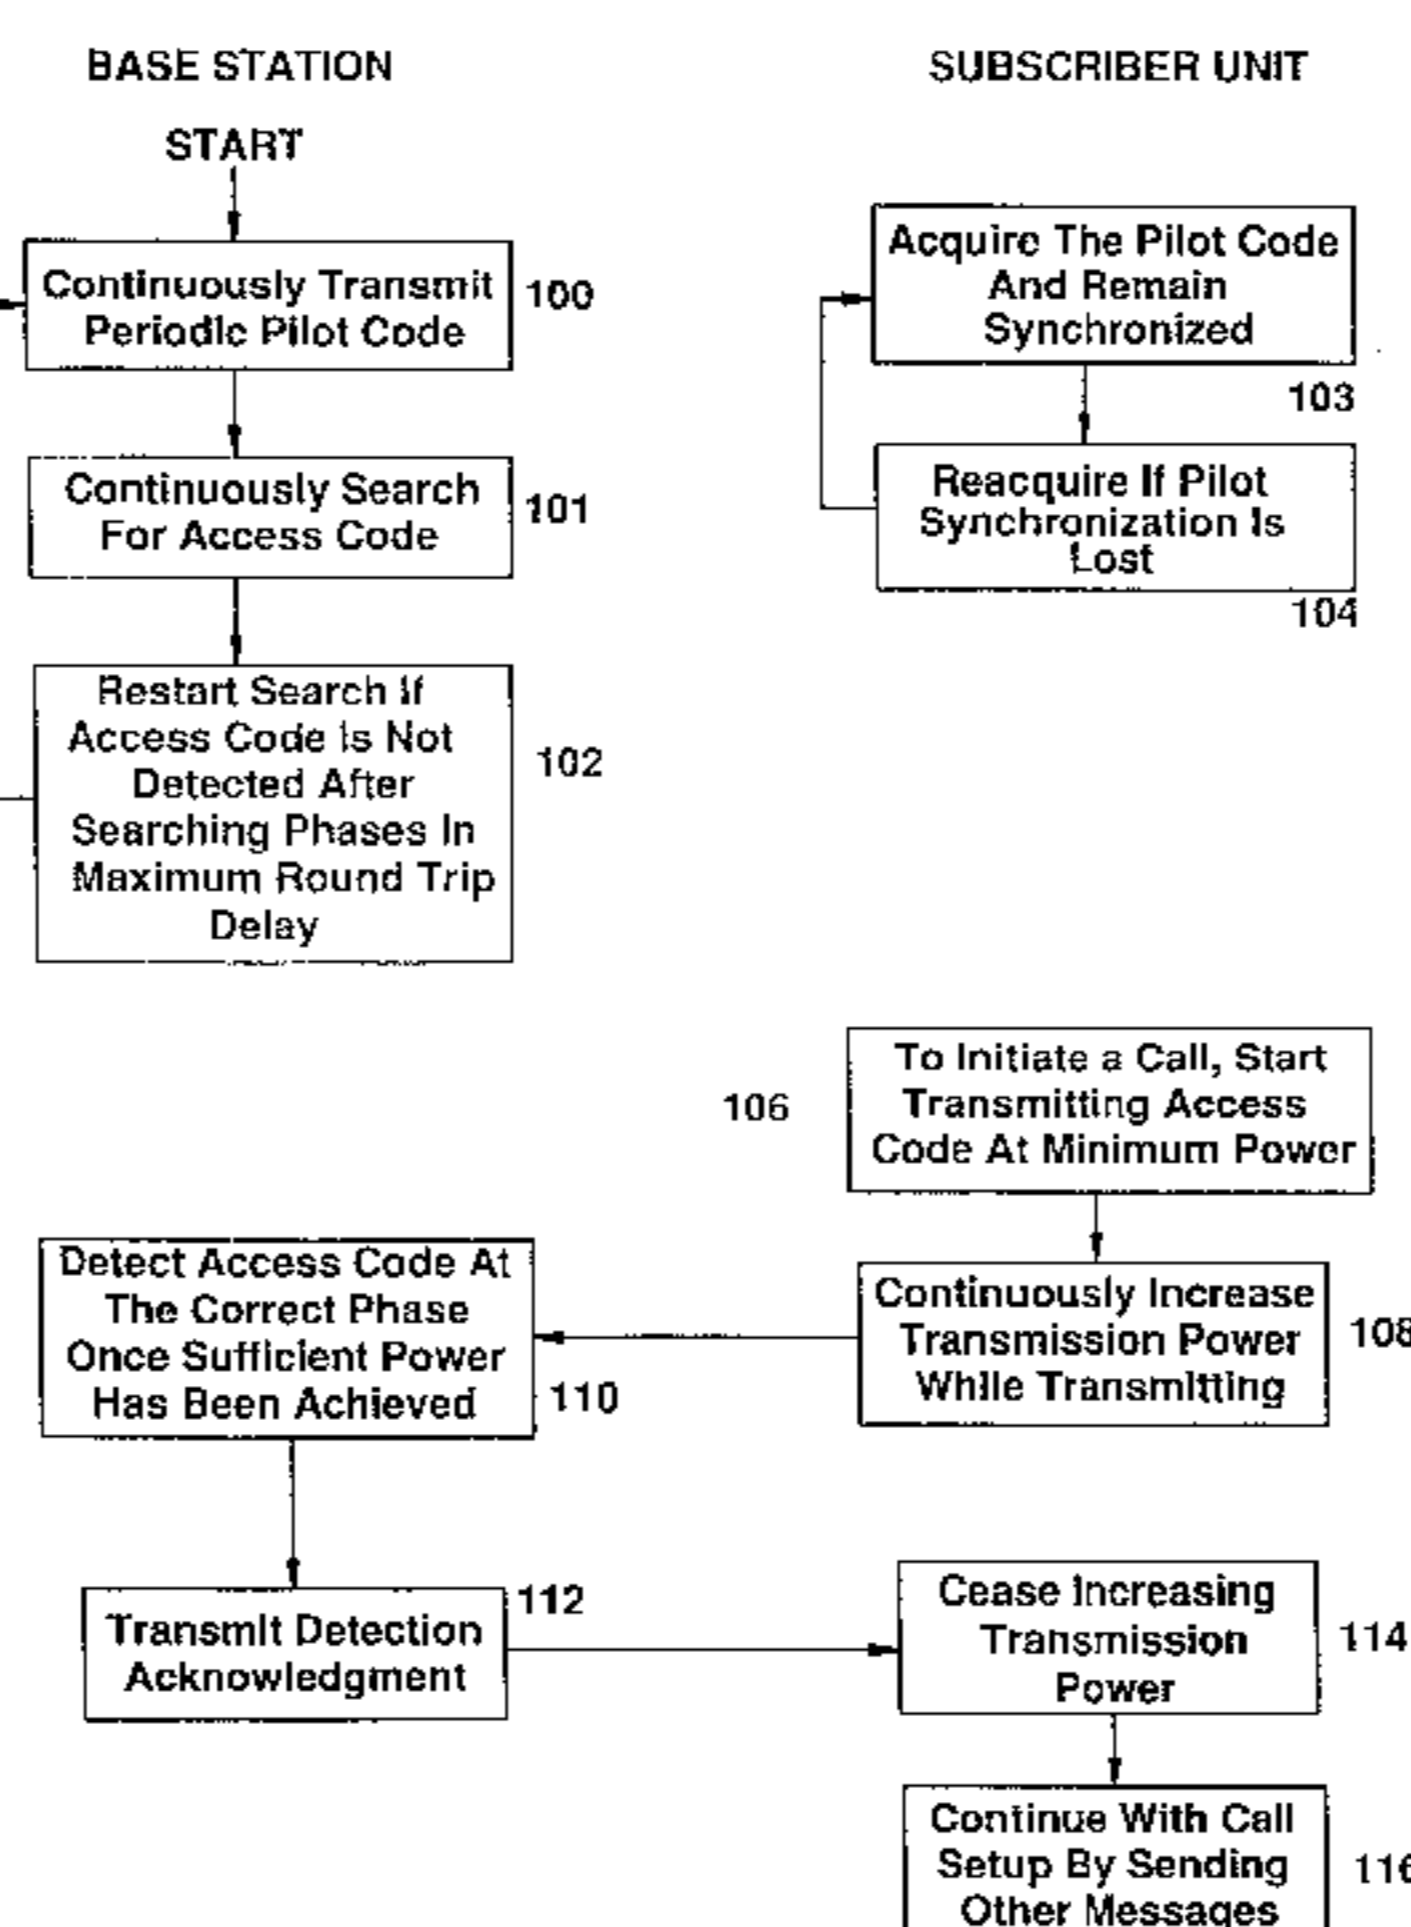 BASE STATION
START
Continuously Transmit
Periodic Pilot Code
100
Continuously Search
For Access Code
101
Restart Search If
Access Code Is Not
Detected After
Searching Phases In
Maximum Round Trip
Delay
102
SUBSCRIBER UNIT
Acquire The Pilot Code
And Remain
Synchronized
103
Reacquire If Pilot
Synchronization Is
Lost
104
106
To Initiate a Call, Start
Transmitting Access
Code At Minimum Power
Continuously Increase
Transmission Power
While Transmitting
108
Detect Access Code At
The Correct Phase
Once Sufficient Power
Has Been Achieved
110
Transmit Detection
Acknowledgment
112
Cease Increasing
Transmission
Power
114
Continue With Call
Setup By Sending
Other Messages
116